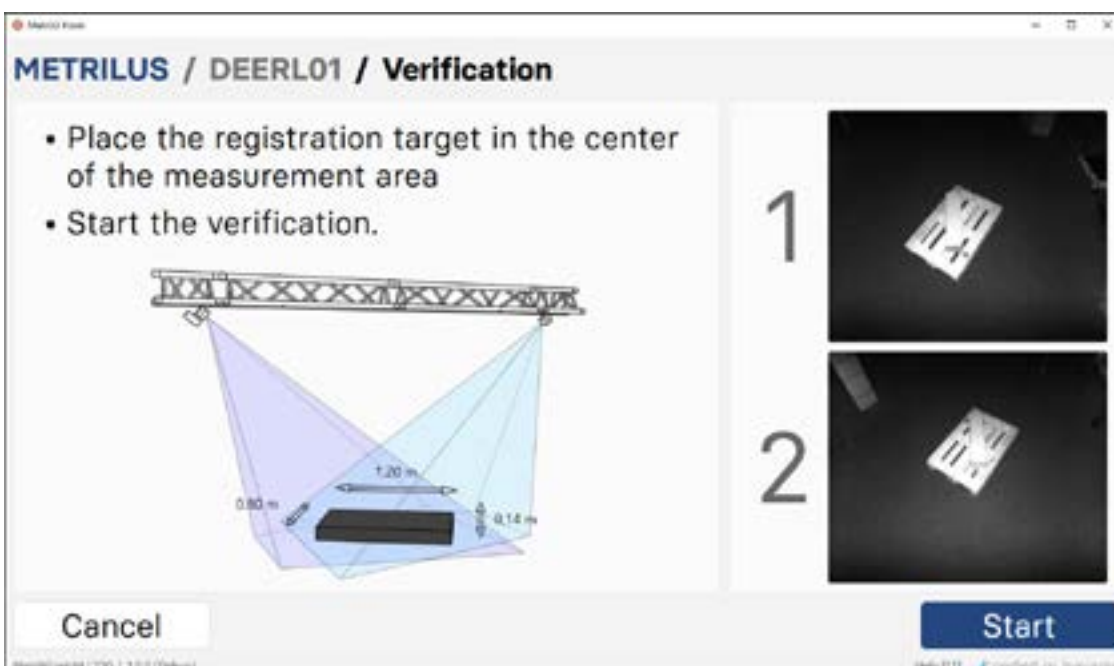 METRILUS / DEERL01 / Verification
• Place the registration target in the center
of the measurement area
• Start the verification.
1.20 m
0.80 m
0.14 m
1
2
Cancel
Start